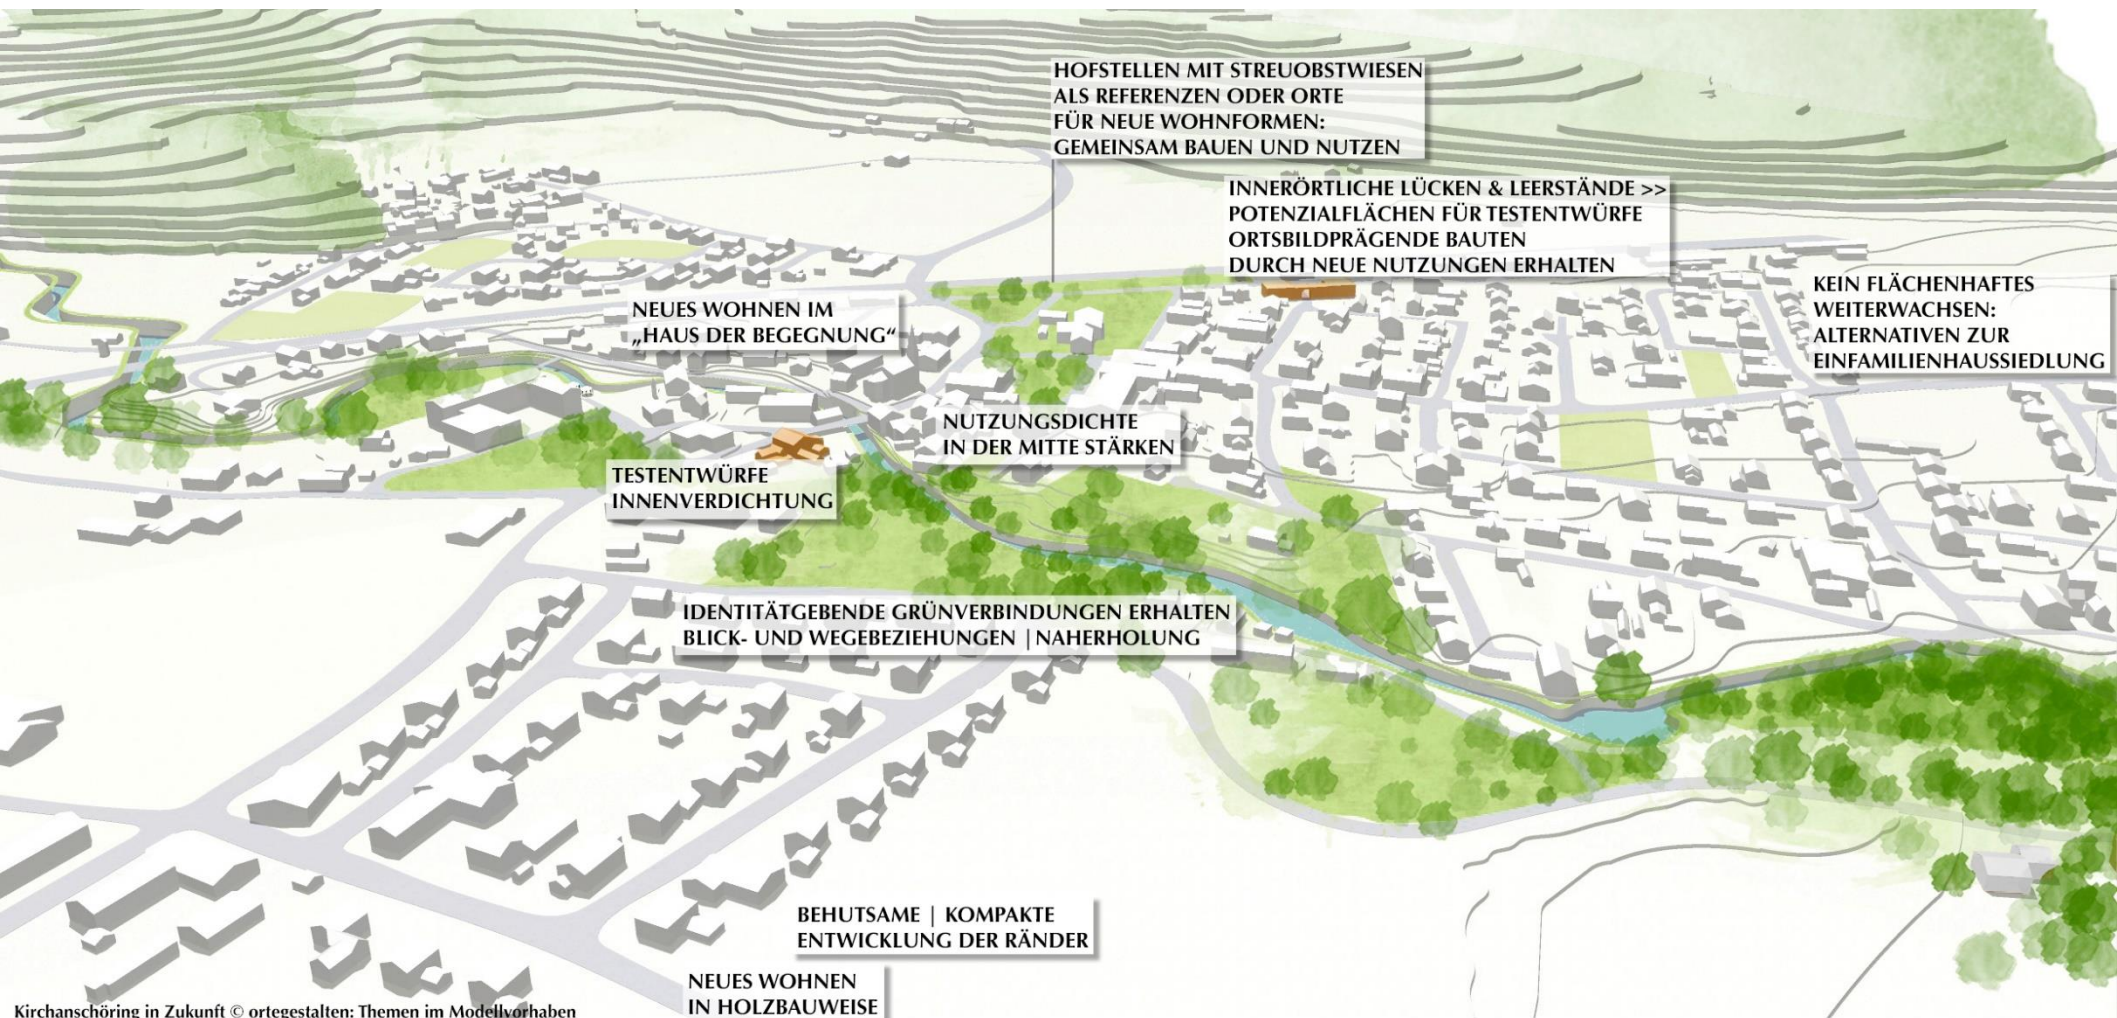 HOFSTELLEN MIT STREUOBSTWIESEN
ALS REFERENZEN ODER ORTE
FÜR NEUE WOHNFORMEN:
GEMEINSAM BAUEN UND NUTZEN
INNERÖRTLICHE LÜCKEN & LEERSTÄNDE >>
POTENZIALFLÄCHEN FÜR TESTENTWÜRFE
ORTSBILDPRÄGENDE BAUTEN
DURCH NEUE NUTZUNGEN ERHALTEN
KEIN FLÄCHENHAFTES
WEITERWACHSEN:
ALTERNATIVEN ZUR
EINFAMILIENHAUSSIEDLUNG
NEUES WOHNEN IM
„HAUS DER BEGEGNUNG“
NUTZUNGSDICHTE
IN DER MITTE STÄRKEN
TESTENTWÜRFE
INNENVERDICHTUNG
IDENTITÄTGEBENDE GRÜNVERBINDUNGEN ERHALTEN
BLICK- UND WEGEBEZIEHUNGEN | NAHERHOLUNG
BEHUTSAME | KOMPAKTE
ENTWICKLUNG DER RÄNDER
NEUES WOHNEN
IN HOLZBAUWEISE
Kirchanschöring in Zukunft © ortegestalten: Themen im Modellvorhaben